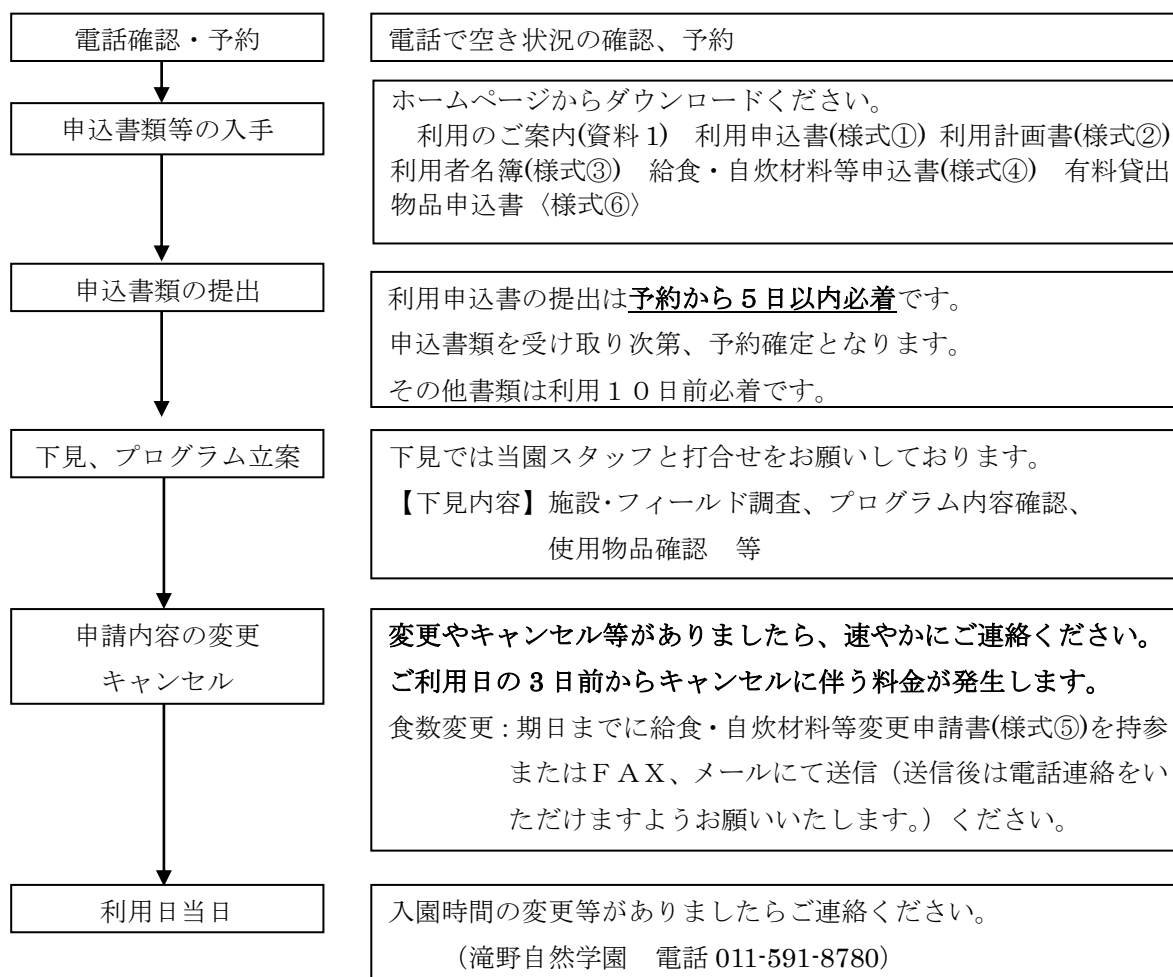 電話確認・予約
電話で空き状況の確認、予約
申込書類等の入手
ホームページからダウンロードください。
利用のご案内(資料1)　利用申込書(様式①) 利用計画書(様式②)
利用者名簿(様式③)　給食・自炊材料等申込書(様式④)　有料貸出
物品申込書〈様式⑥〉
申込書類の提出
利用申込書の提出は予約から５日以内必着です。
申込書類を受け取り次第、予約確定となります。
その他書類は利用１０日前必着です。
下見、プログラム立案
下見では当園スタッフと打合せをお願いしております。
【下見内容】施設・フィールド調査、プログラム内容確認、
使用物品確認　等
申請内容の変更
キャンセル
変更やキャンセル等がありましたら、速やかにご連絡ください。
ご利用日の 3 日前からキャンセルに伴う料金が発生します。
食数変更：期日までに給食・自炊材料等変更申請書(様式⑤)を持参
またはＦＡＸ、メールにて送信（送信後は電話連絡をい
ただけますようお願いいたします。）ください。
利用日当日
入園時間の変更等がありましたらご連絡ください。
（滝野自然学園　電話 011-591-8780）